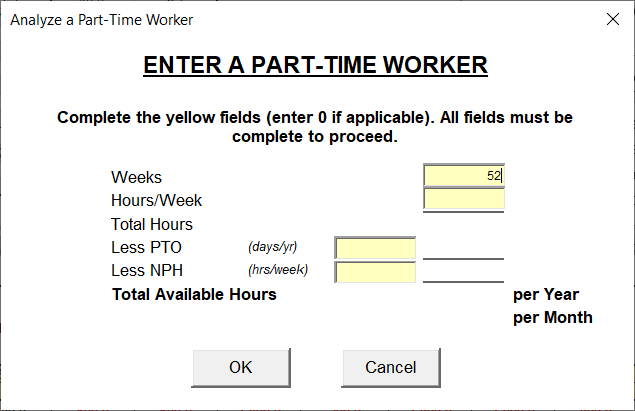 Analyze a Part-Time Worker
ENTER A PART-TIME WORKER
Complete the yellow fields (enter 0 if applicable). All fields must be
complete to proceed.
Weeks 52
Hours/Week
Total Hours
Less PTO (days/yr)
Less NPH (hrs/week)
Total Available Hours per Year
per Month
OK Cancel